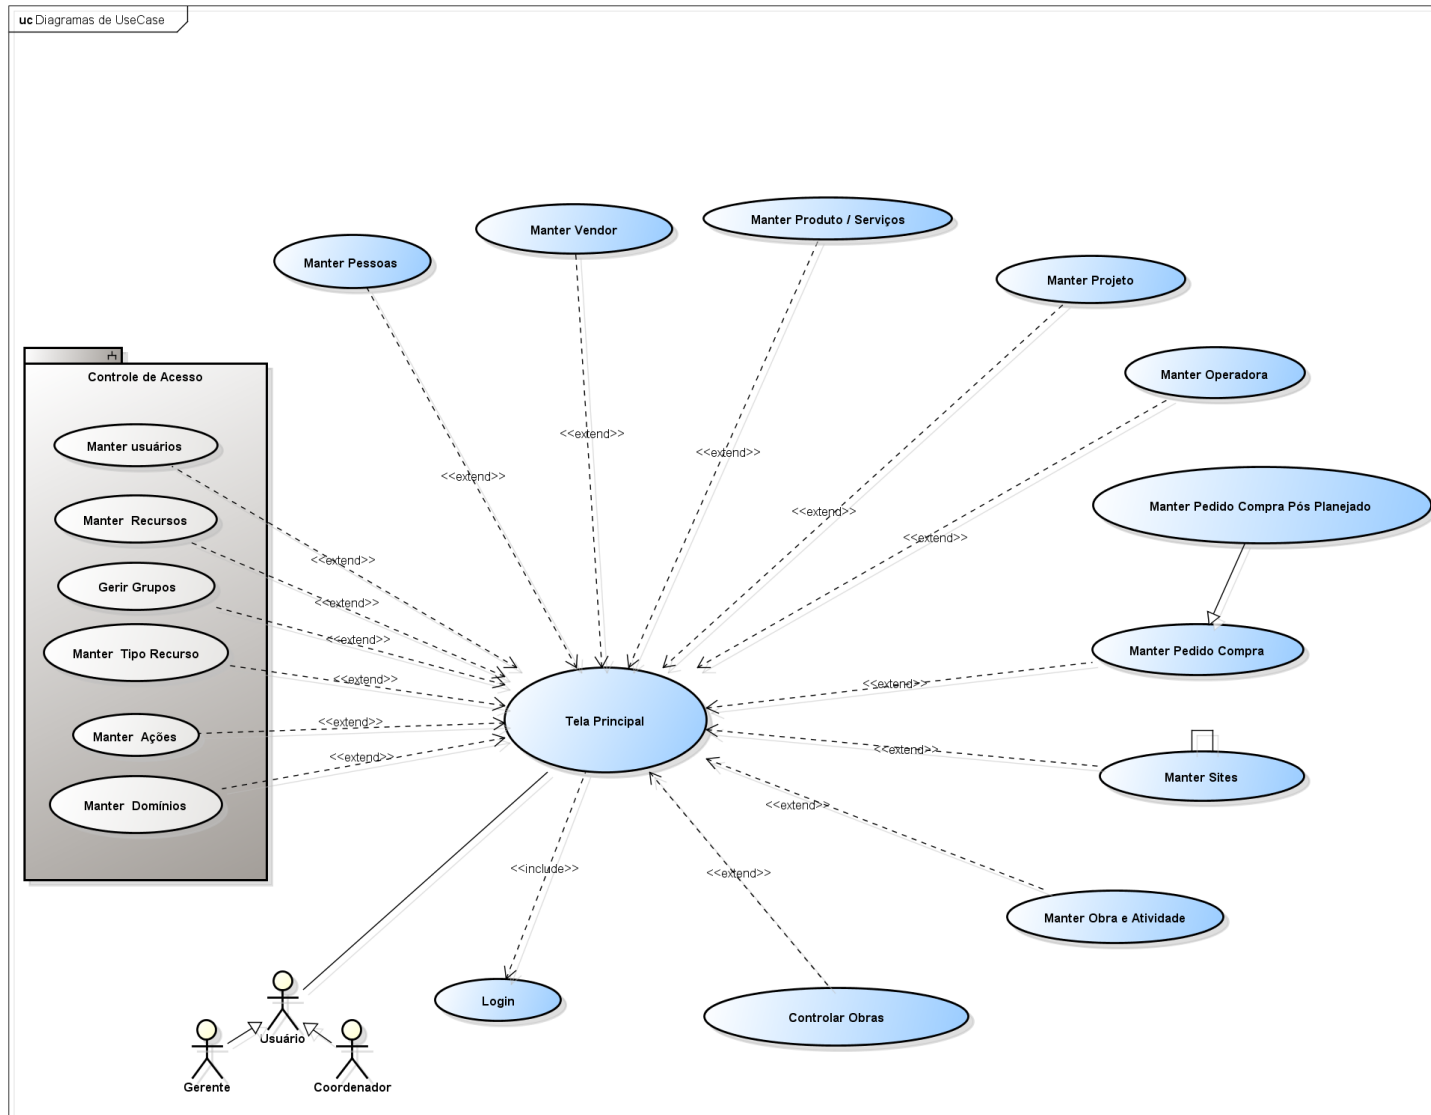 uc Diagramas de UseCase
Manter Produto / Serviços
Manter Vendor
Manter Pessoas
Manter Projeto
Manter Operadora
Controle de Acesso
Manter usuários
Manter Recursos
Gerir Grupos
Manter Tipo Recurso
Manter Ações
Manter Domínios
<<extend>>
<<extend>>
<<extend>>
<<extend>>
<<extend>>
<<extend>>
<<extend>>
<<extend>>
<<extend>>
<<extend>>
<<extend>>
Manter Pedido Compra Pós Planejado
Manter Pedido Compra
<<extend>>
Tela Principal
<<extend>>
Manter Sites
<<extend>>
Manter Obra e Atividade
<<include>>
<<extend>>
Login
Controlar Obras
Usuário
Gerente
Coordenador